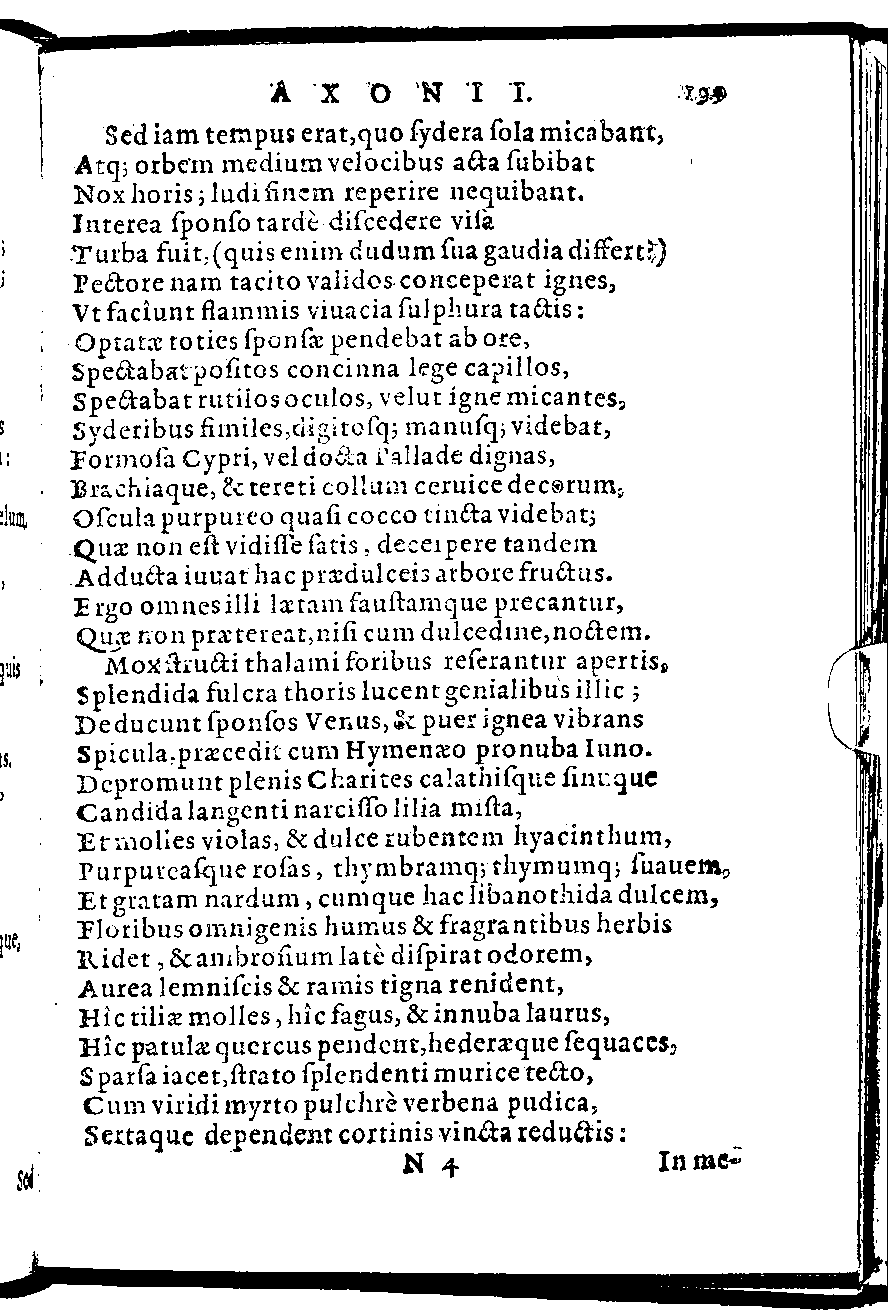 AXONII. 199
Sed iam tempus erat, quo ſydera ſola micabant,
Atq; orbem medium velocibus acta ſubibat
Nox horis; ludi finem reperire nequibant.
Interea ſponſo tardè diſcedere viſa
Turba fuit, (quis enim dudum ſua gaudia differt?)
Pectore nam tacito validos conceperat ignes,
Vt faciunt flammis viuacia ſulphura tactis:
Optatæ toties ſponſæ pendebat ab ore,
Spectabat poſitos concinna lege capillos,
Spectabat rutilos oculos, velut igne micantes,
Syderibus ſimiles, digitoſq; manuſq; videbat,
Formoſa Cypri, vel docta Pallade dignas,
Brachiaque, & tereti collum ceruice decorum,
Oſcula purpureo quaſi cocco tincta videbat;
Quæ non eſt vidiſſe ſatis, deceipere tandem
Adducta iuuat hac prædulceis arbore fructus.
Ergo omnes illi lætam fauſtamque precantur,
Quæ non prætereat, niſi cum dulcedine, noctem.
Mox ſtructi thalami foribus reſerantur apertis,
Splendida fulcra thoris lucent genialibus illic;
Deducunt ſponſos Venus, & puer ignea vibrans
Spicula, præcedit cum Hymenæo pronuba Iuno.
Depromunt plenis Charites calathiſque ſinuque
Candida langenti narciſſo lilia miſta,
Et molles violas, & dulce rubentem hyacinthum,
Purpureaſque roſas, thymbramq; thymumq; ſuauem,
Et gratam nardum, cumque hac libanothida dulcem,
Floribus omnigenis humus & fragrantibus herbis
Ridet, & ambroſium latè diſpirat odorem,
Aurea lemniſcis & ramis tigna renident,
Hîc tiliæ molles, hîc fagus, & innuba laurus,
Hîc patulæ quercus pendent, hederæque ſequaces,
Sparſa iacet, ſtrato ſplendenti murice tecto,
Cum viridi myrto pulchrè verbena pudica,
Sertaque dependent cortinis vincta reductis:
N 4 In me-
Sed